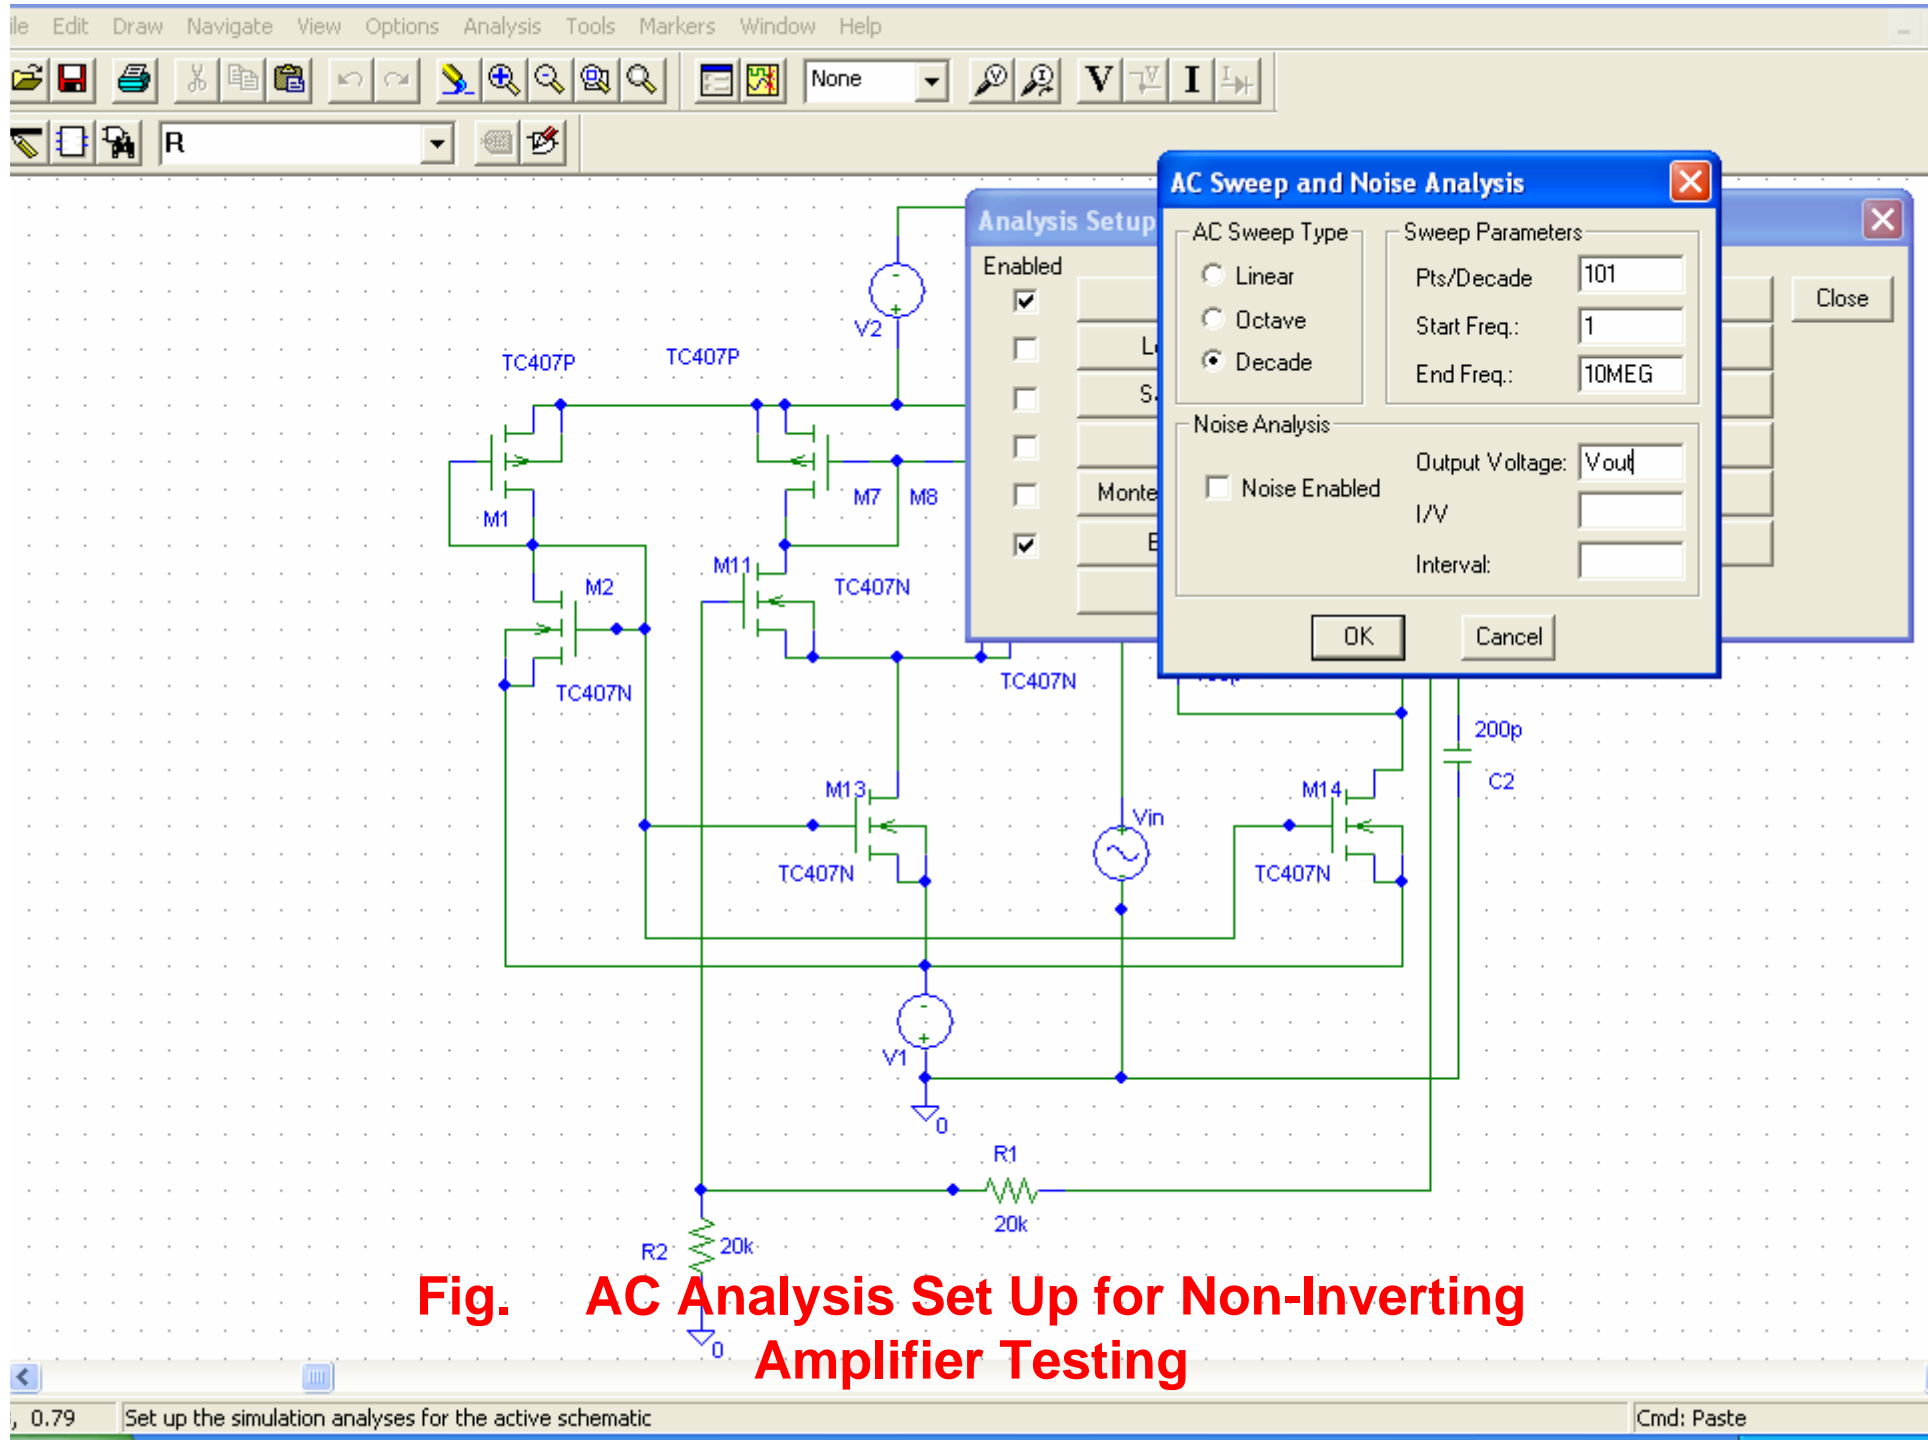 Edit Draw Navigate View Options Analysis Tools Markers Window Help
None V I
R
AC Sweep and Noise Analysis
Analysis Setup
AC Sweep Type
Sweep Parameters
Enabled
Linear
Pts/Decade 101
Close
Octave
Start Freq.: 1
Decade
End Freq.: 10MEG
Noise Analysis
Output Voltage: Vout
Noise Enabled
Monte
I/V
Interval:
OK Cancel
V2
TC407P TC407P
M7 M8
M1
M11
M2 TC407N
TC407N
TC407N
200p
C2
M13 M14
Vin
TC407N TC407N
V1
0
R1
20k
R2 20k
Fig. AC Analysis Set Up for Non-Inverting
Amplifier Testing
0
, 0.79 Set up the simulation analyses for the active schematic Cmd: Paste